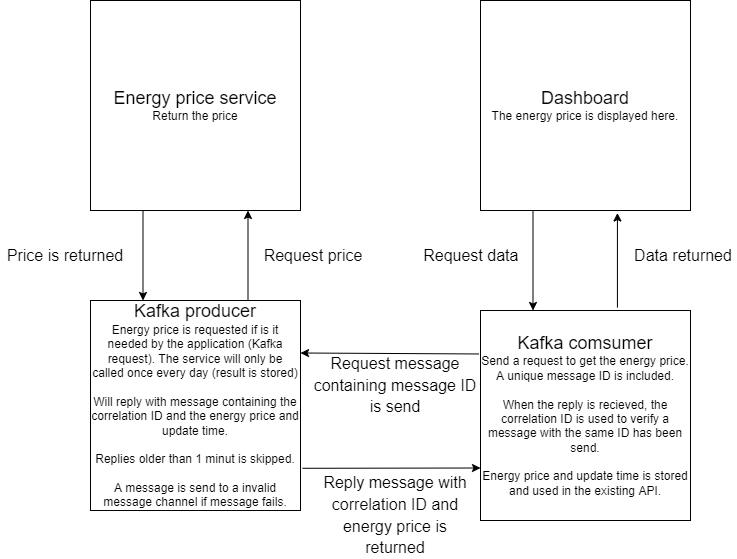 Energy price service
Return the price
Dashboard
The energy price is displayed here.
Price is returned
Request price
Request data
Data returned
Kafka producer
Energy price is requested if is it
needed by the application (Kafka
request). The service will only be
called once every day (result is stored)
Will reply with message containing the
correlation ID and the energy price and
update time.
Replies older than 1 minut is skipped.
A message is send to a invalid
message channel if message fails.
Request message
containing message ID
is send
Reply message with
correlation ID and
energy price is
returned
Kafka comsumer
Send a request to get the energy price.
A unique message ID is included.
When the reply is recieved, the
correlation ID is used to verify a
message with the same ID has been
send.
Energy price and update time is stored
and used in the existing API.